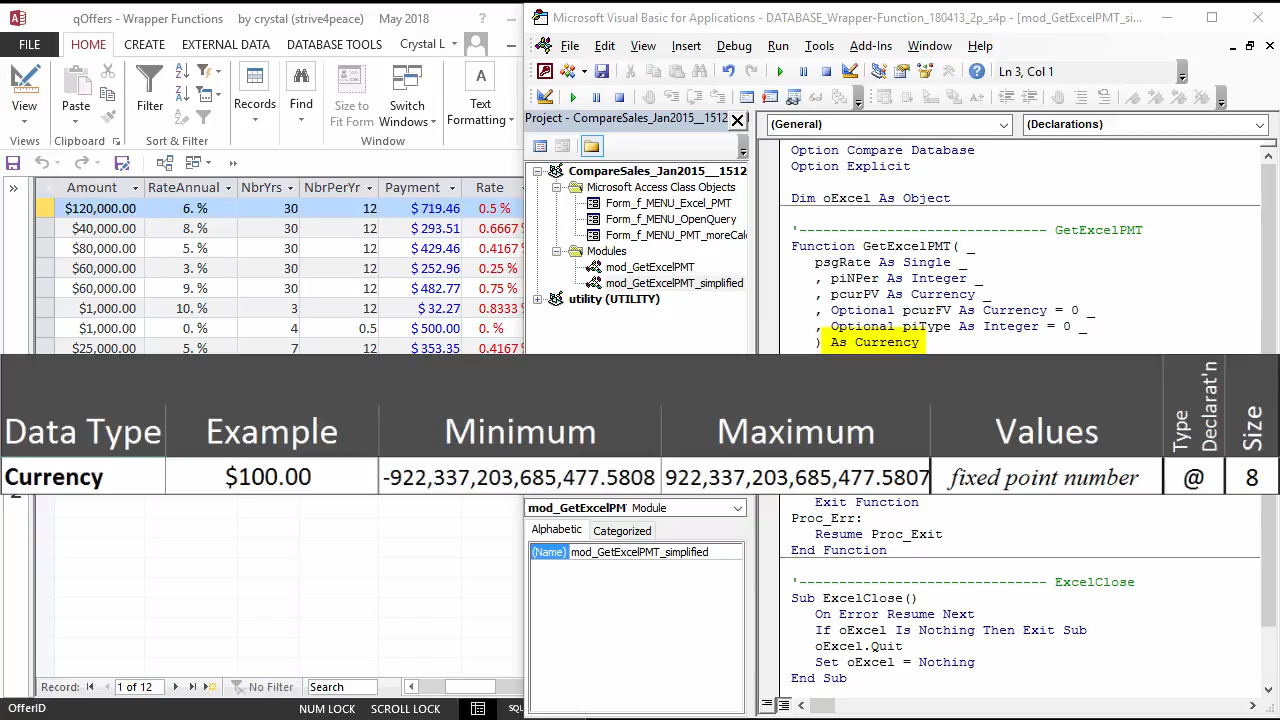 qOffers - Wrapper Functions by crystal (strive4peace) May 2018 ?
FILE HOME CREATE EXTERNAL DATA DATABASE TOOLS Crystal L
View Paste Filter Records Find Size to Fit Form Switch Windows Text Formatting
Views Clipboard Sort & Filter Window
Amount RateAnnual NbrYrs NbrPerYr Payment Rate
$120,000.00 6. % 30 12 $ 719.46 0.5 %
$40,000.00 8. % 30 12 $ 293.51 0.6667
$80,000.00 5. % 30 12 $ 429.46 0.4167
$60,000.00 3. % 30 12 $ 252.96 0.25 %
$60,000.00 9. % 30 12 $ 482.77 0.75 %
$1,000.00 10. % 3 12 $ 32.27 0.8333
$1,000.00 0. % 4 0.5 $ 500.00 0. %
$25,000.00 5. % 7 12 $ 353.35 0.4167
Microsoft Visual Basic for Applications - DATABASE_Wrapper-Function_180413_2p_s4p - [mod_GetExcelPMT_si...
File Edit View Insert Debug Run Tools Add-Ins Window Help
Ln 3, Col 1
Project - CompareSales_Jan2015__1512
CompareSales_Jan2015__1512
Microsoft Access Class Objects
Form_f_MENU_Excel_PMT
Form_f_MENU_OpenQuery
Form_f_MENU_PMT_moreCal
Modules
mod_GetExcelPMT
mod_GetExcelPMT_simplified
utility (UTILITY)
(General) (Declarations)
Option Compare Database
Option Explicit
Dim oExcel As Object
'------------------------------- GetExcelPMT
Function GetExcelPMT( _
psgRate As Single _
, piNPer As Integer _
, pcurPV As Currency _
, Optional pcurFV As Currency = 0 _
, Optional piType As Integer = 0 _
) As Currency
Data Type Example Minimum Maximum Values Type Declarat'n Size
Currency $100.00 -922,337,203,685,477.5808 922,337,203,685,477.5807 fixed point number @ 8
mod_GetExcelPM Module
Alphabetic Categorized
(Name) mod_GetExcelPMT_simplified
Exit Function
Proc_Err:
Resume Proc_Exit
End Function
'------------------------------- ExcelClose
Sub ExcelClose()
On Error Resume Next
If oExcel Is Nothing Then Exit Sub
oExcel.Quit
Set oExcel = Nothing
End Sub
Record: 1 of 12 No Filter Search
OfferID NUM LOCK SCROLL LOCK SQL